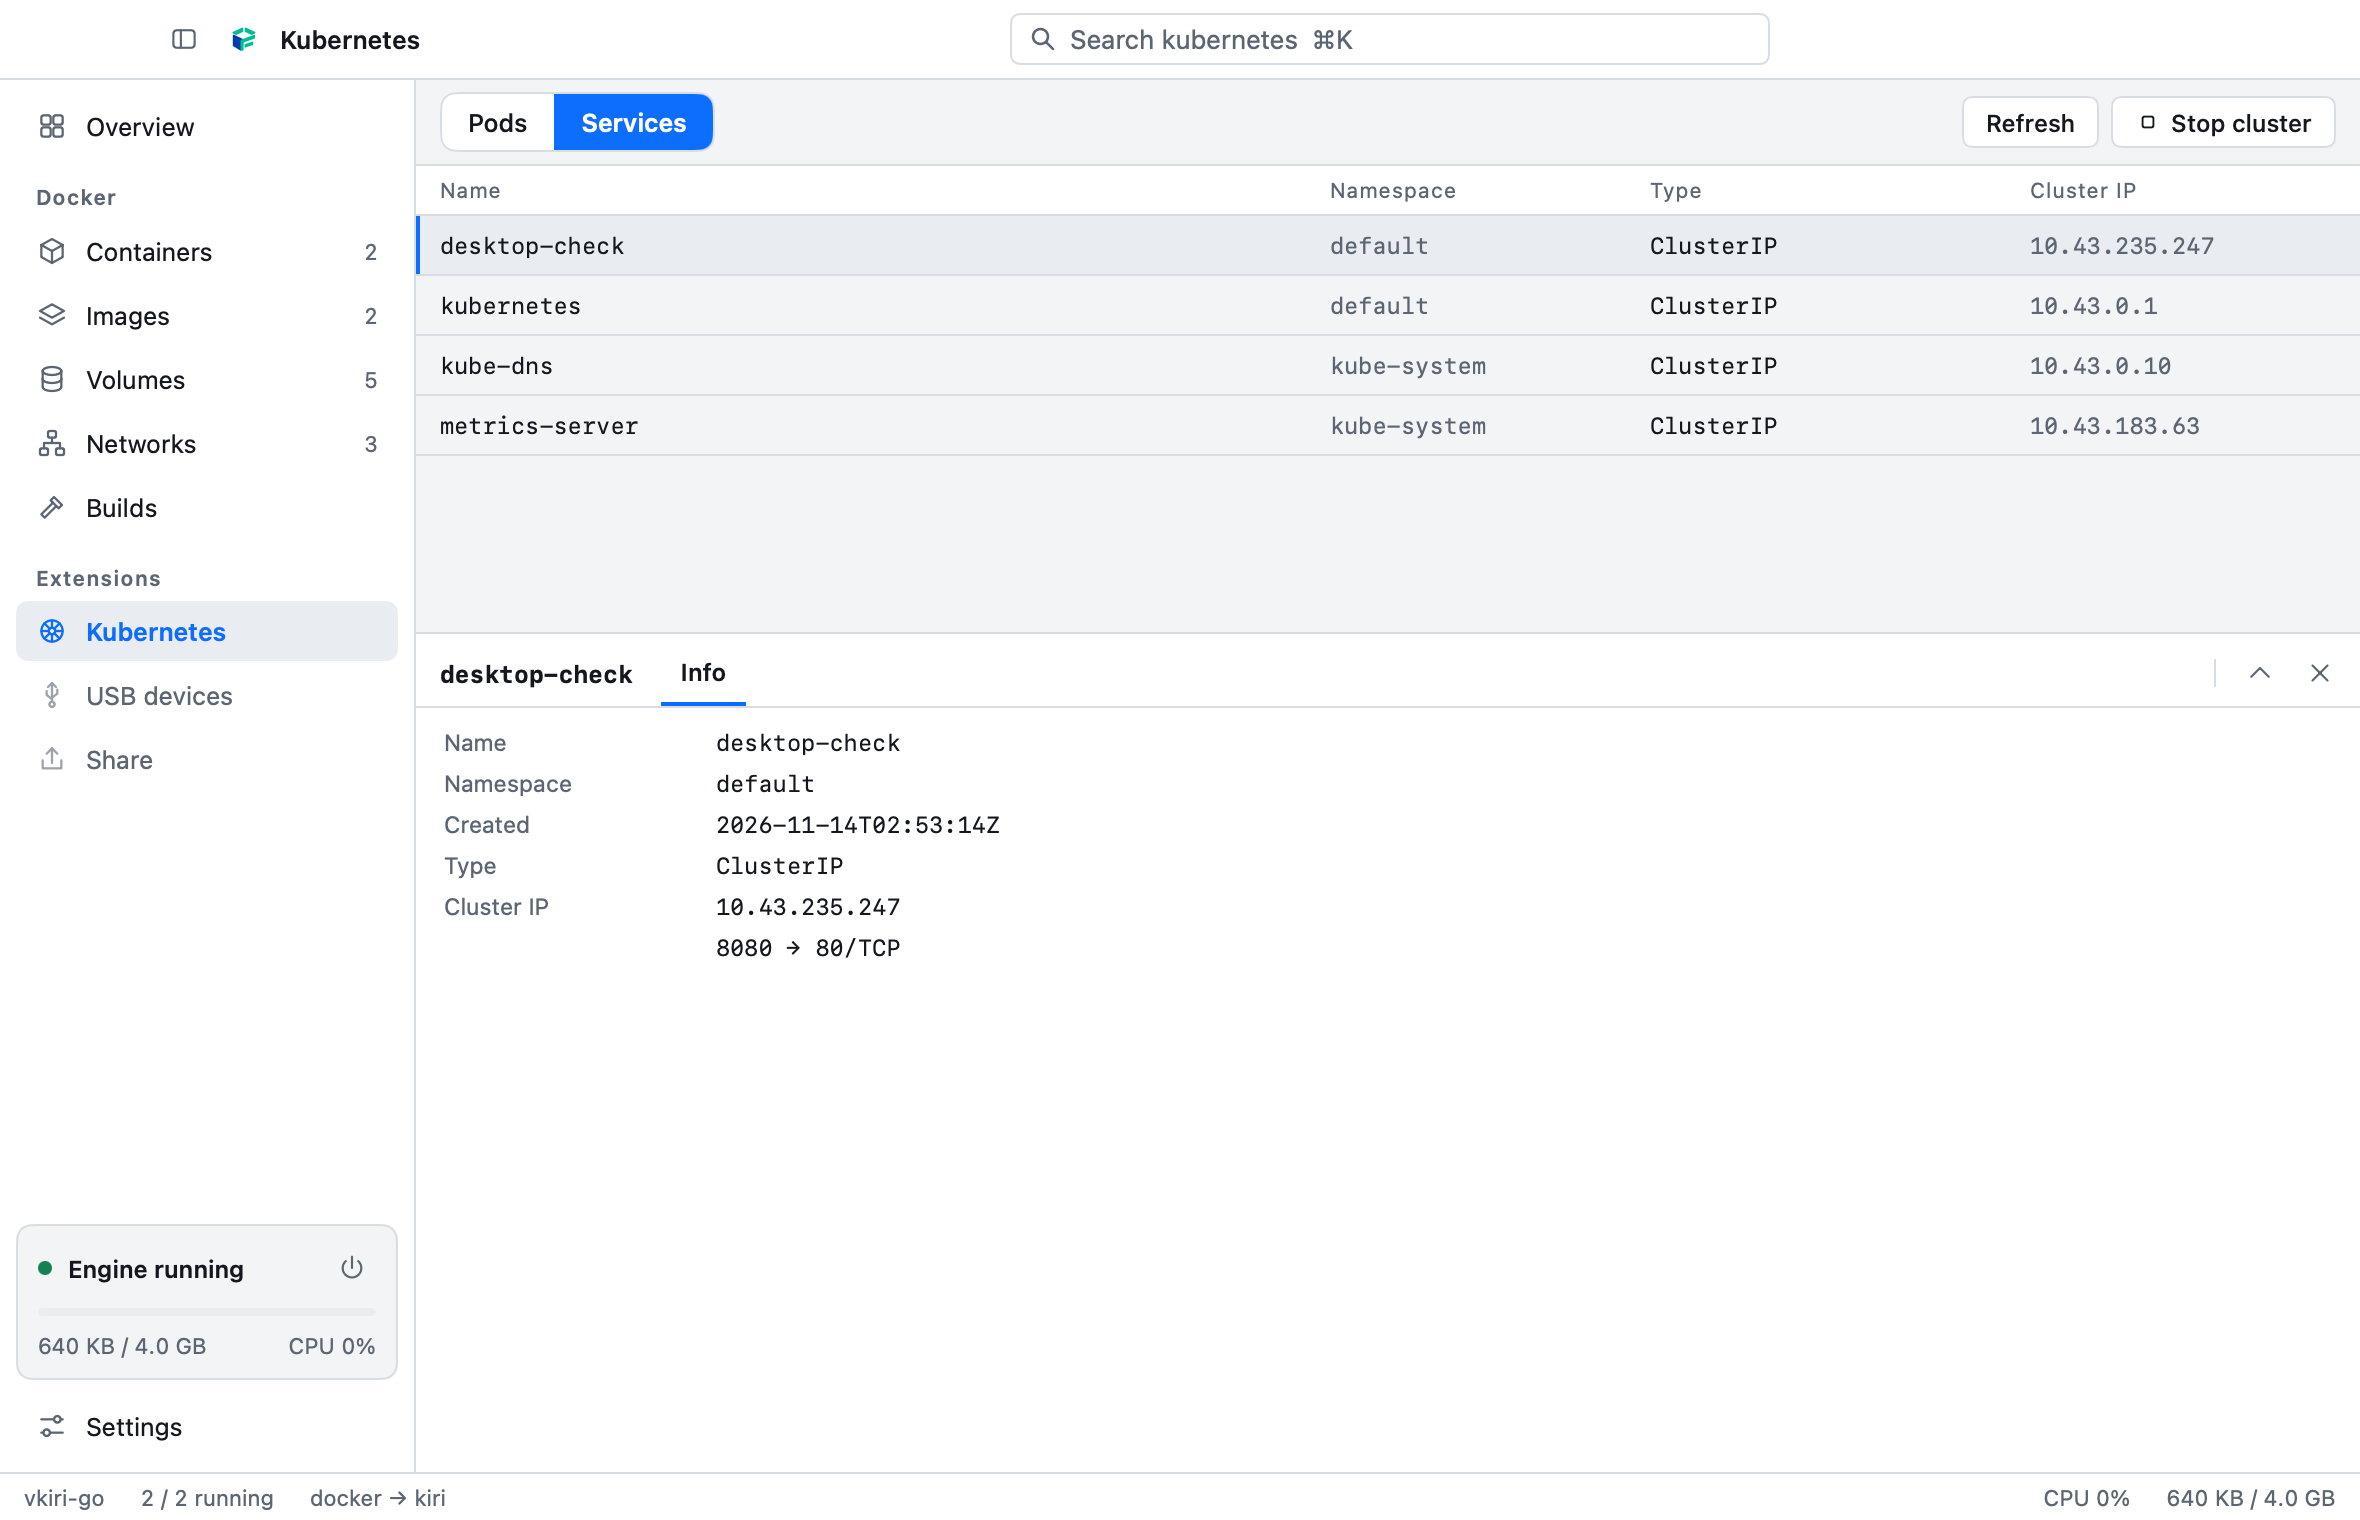 Kubernetes
Search kubernetes ⌘K
Overview
Docker
Containers 2
Images 2
Volumes 5
Networks 3
Builds
Extensions
Kubernetes
USB devices
Share
Engine running
640 KB / 4.0 GB CPU 0%
Settings
Pods Services Refresh Stop cluster
Name Namespace Type Cluster IP
desktop-check default ClusterIP 10.43.235.247
kubernetes default ClusterIP 10.43.0.1
kube-dns kube-system ClusterIP 10.43.0.10
metrics-server kube-system ClusterIP 10.43.183.63
desktop-check Info
Name desktop-check
Namespace default
Created 2026-11-14T02:53:14Z
Type ClusterIP
Cluster IP 10.43.235.247
8080 → 80/TCP
vkiri-go 2 / 2 running docker → kiri CPU 0% 640 KB / 4.0 GB